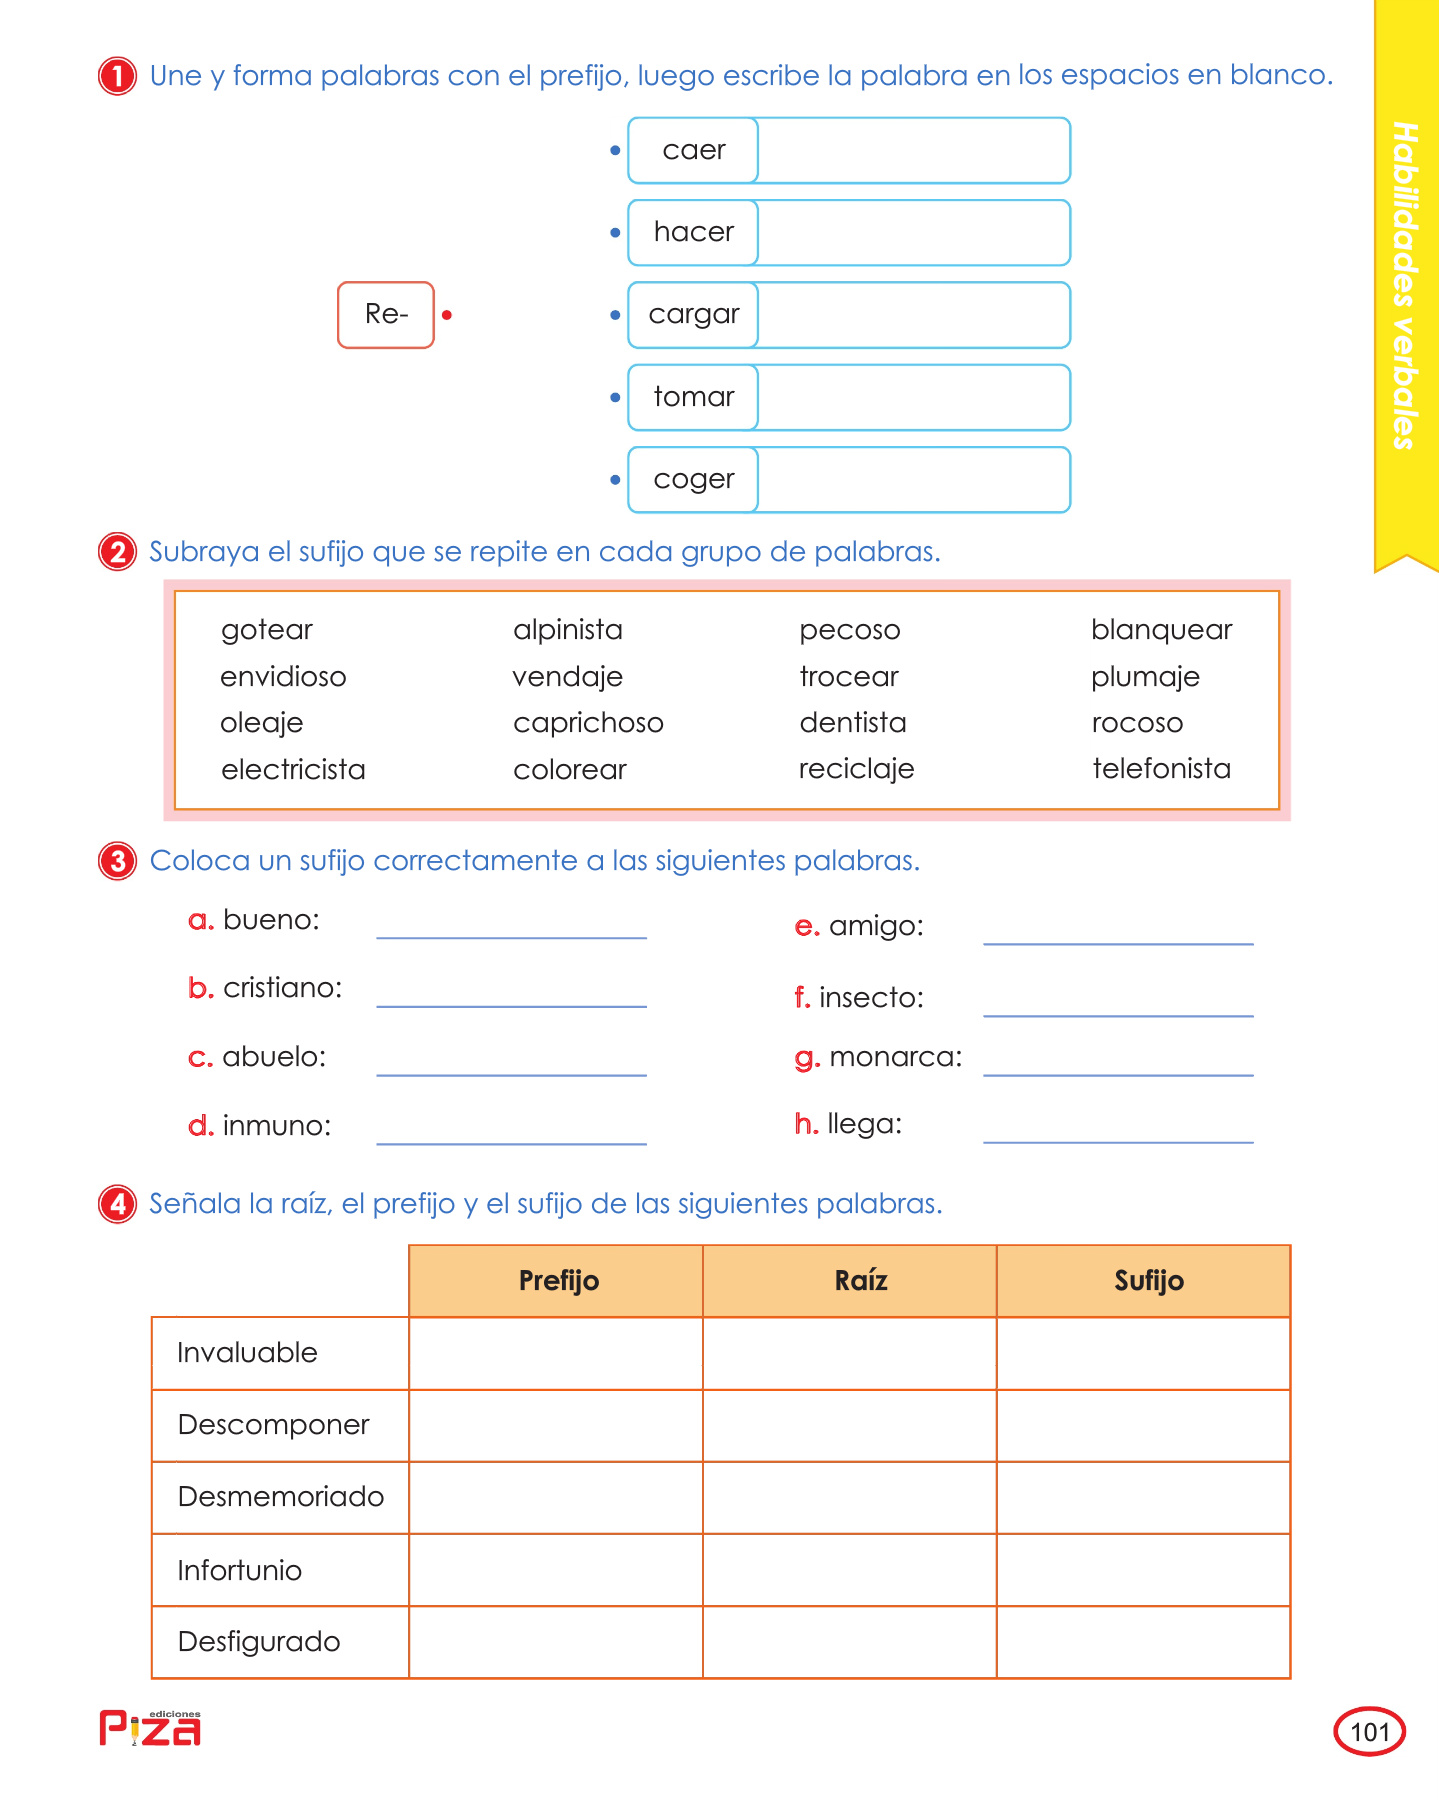 1 Une y forma palabras con el prefijo, luego escribe la palabra en los espacios en blanco.
caer
hacer
Re- cargar
tomar
coger
Habilidades verbales
2 Subraya el sufijo que se repite en cada grupo de palabras.
gotear alpinista pecoso blanquear
envidioso vendaje trocear plumaje
oleaje caprichoso dentista rocoso
electricista colorear reciclaje telefonista
3 Coloca un sufijo correctamente a las siguientes palabras.
a. bueno: e. amigo:
b. cristiano: f. insecto:
c. abuelo: g. monarca:
d. inmuno: h. llega:
4 Señala la raíz, el prefijo y el sufijo de las siguientes palabras.
Prefijo Raíz Sufijo
Invaluable
Descomponer
Desmemoriado
Infortunio
Desfigurado
ediciones
Piza
101